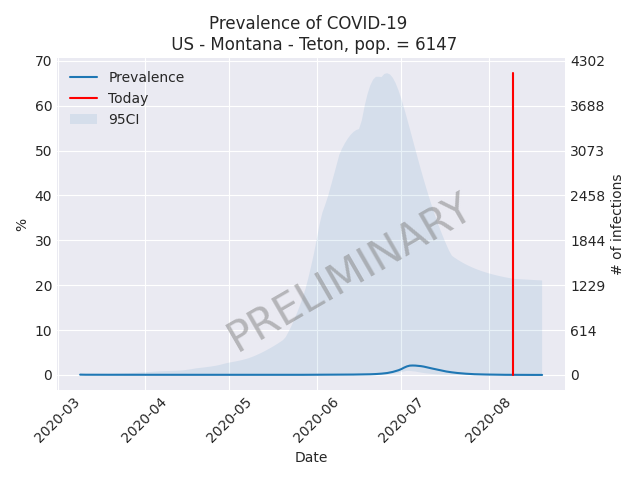 Prevalence of COVID-19
US - Montana - Teton, pop. = 6147
70
60
50
40
30
20
10
0
%
4302
3688
3073
2458
1844
1229
614
0
# of infections
Prevalence
Today
95CI
PRELIMINARY
2020-03
2020-04
2020-05
2020-06
2020-07
2020-08
Date